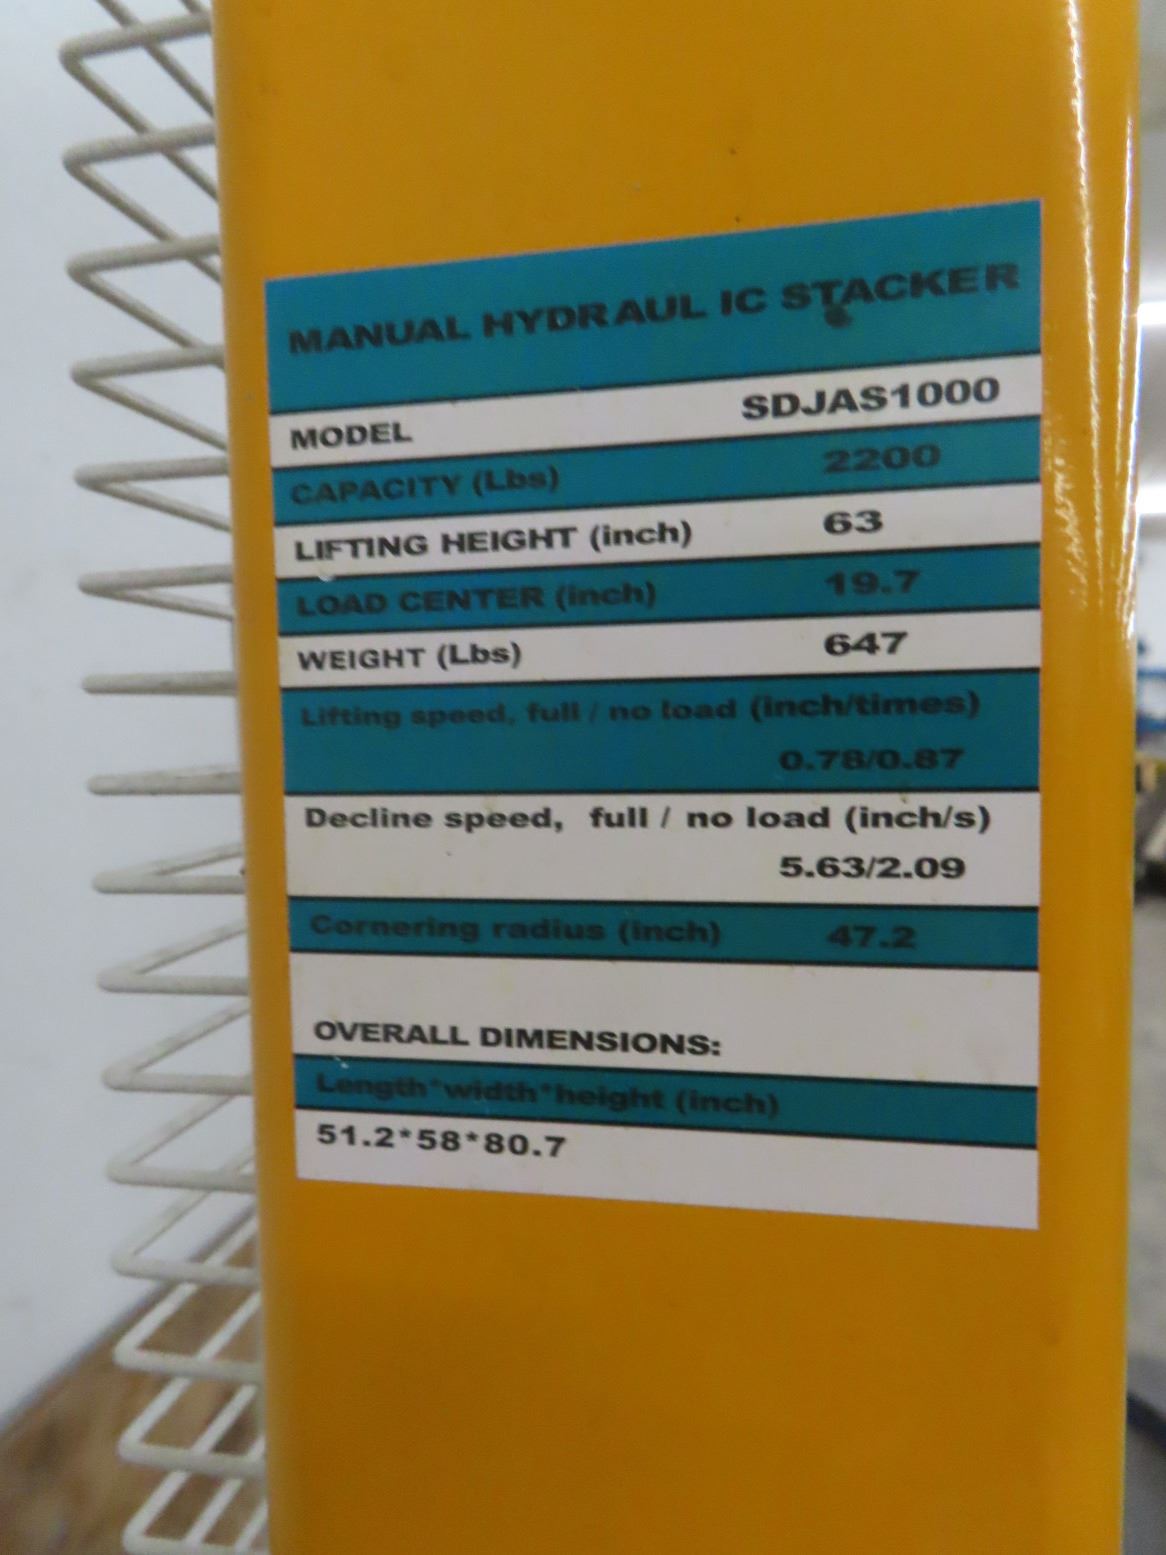 MANUAL HYDRAUL IC STACKER
MODEL SDJAS1000
CAPACITY (Lbs) 2200
LIFTING HEIGHT (inch) 63
LOAD CENTER (inch) 19.7
WEIGHT (Lbs) 647
Lifting speed, full / no load (inch/times)
0.78/0.87
Decline speed, full / no load (inch/s)
5.63/2.09
Cornering radius (inch) 47.2
OVERALL DIMENSIONS:
Length*width*height (inch)
51.2*58*80.7